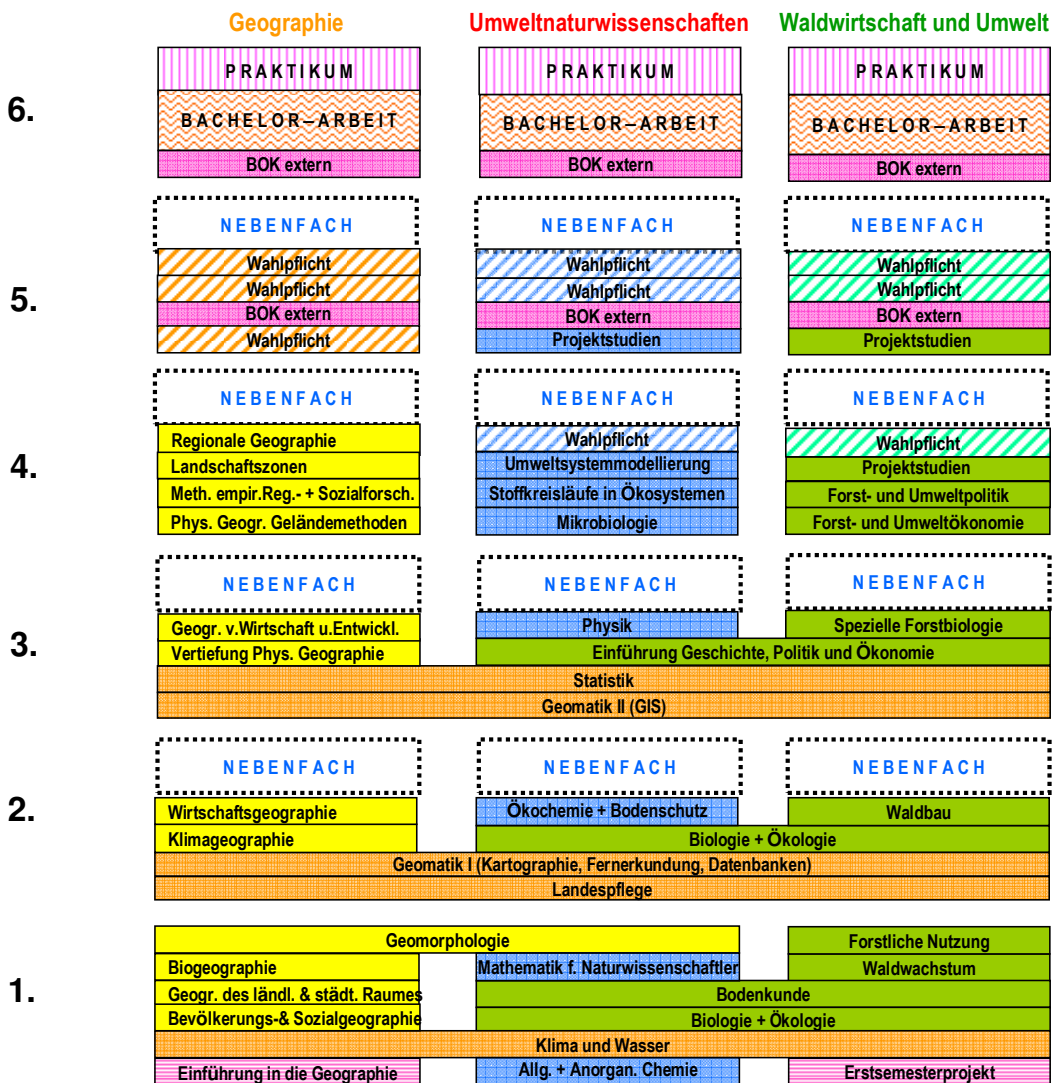 Geographie Umweltnaturwissenschaften Waldwirtschaft und Umwelt
6.
PRAKTIKUM PRAKTIKUM PRAKTIKUM
BACHELOR–ARBEIT BACHELOR–ARBEIT BACHELOR–ARBEIT
BOK extern BOK extern BOK extern
5.
NEBENFACH NEBENFACH NEBENFACH
Wahlpflicht Wahlpflicht Wahlpflicht
Wahlpflicht Wahlpflicht Wahlpflicht
BOK extern BOK extern BOK extern
Wahlpflicht Projektstudien Projektstudien
4.
NEBENFACH NEBENFACH NEBENFACH
Regionale Geographie Wahlpflicht Wahlpflicht
Landschaftszonen Umweltsystemmodellierung Projektstudien
Meth. empir.Reg.- + Sozialforsch. Stoffkreisläufe in Ökosystemen Forst- und Umweltpolitik
Phys. Geogr. Geländemethoden Mikrobiologie Forst- und Umweltökonomie
3.
NEBENFACH NEBENFACH NEBENFACH
Geogr. v.Wirtschaft u.Entwickl. Physik Spezielle Forstbiologie
Vertiefung Phys. Geographie Einführung Geschichte, Politik und Ökonomie
Statistik
Geomatik II (GIS)
2.
NEBENFACH NEBENFACH NEBENFACH
Wirtschaftsgeographie Ökochemie + Bodenschutz Waldbau
Klimageographie Biologie + Ökologie
Geomatik I (Kartographie, Fernerkundung, Datenbanken)
Landespflege
1.
Geomorphologie Forstliche Nutzung
Biogeographie Mathematik f. Naturwissenschaftler Waldwachstum
Geogr. des ländl. & städt. Raumes Bodenkunde
Bevölkerungs-& Sozialgeographie Biologie + Ökologie
Klima und Wasser
Einführung in die Geographie Allg. + Anorgan. Chemie Erstsemesterprojekt